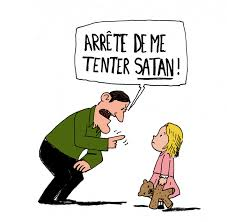 ARRÊTE DE ME
TENTER SATAN !